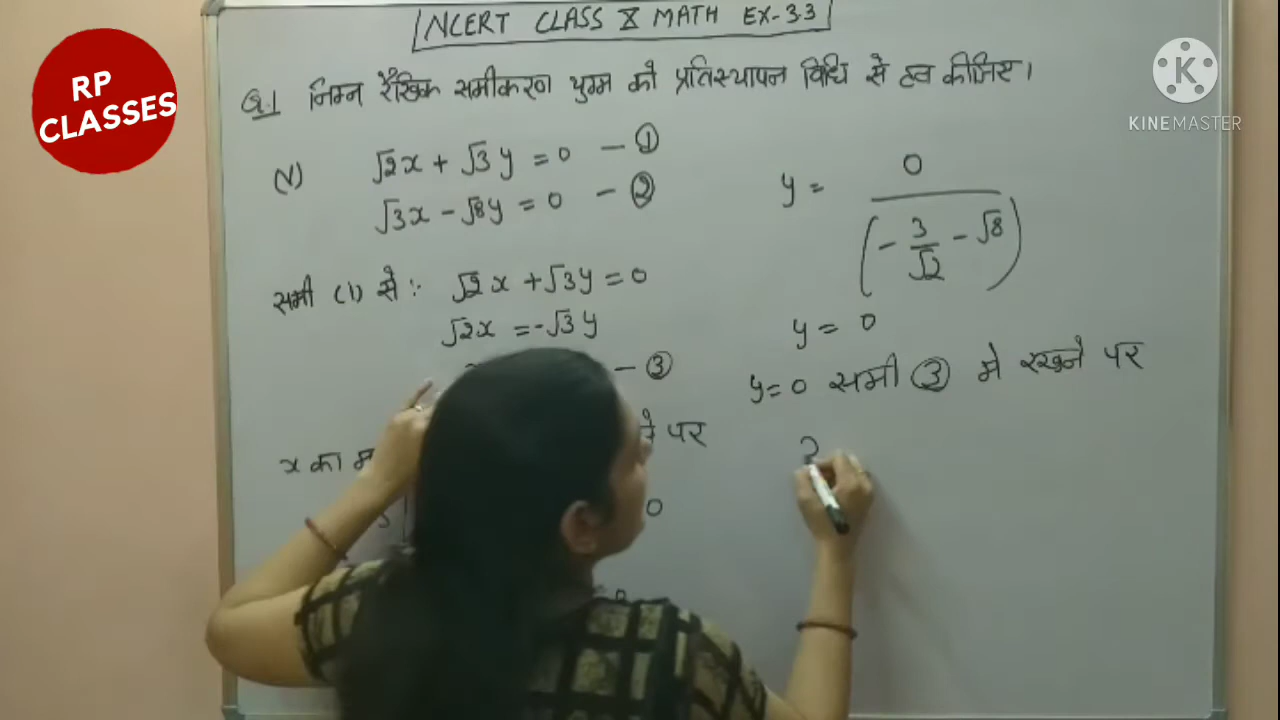 RP
CLASSES
KINEMASTER
NCERT CLASS X MATH EX-3.3
Q.1 निम्न रैखिक समीकरण युग्म को प्रतिस्थापन विधि से हल कीजिए।
(V) √2x + √3y = 0 — ①
√3x - √8y = 0 — ②
समी (1) से : √2x + √3y = 0
√2x = -√3y
— ③
x का पर
0
y = 0 / (- 3/√2 - √8)
y = 0
y = 0 समी ③ मे रखने पर